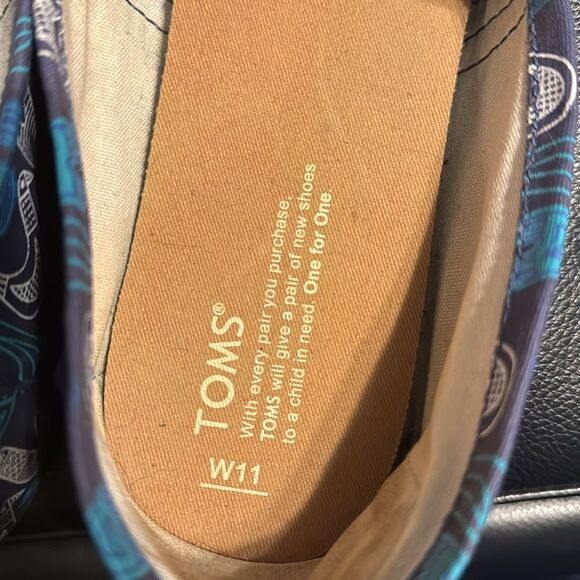 TOMS®
With every pair you purchase,
TOMS will give a pair of new shoes
to a child in need. One for One.
W11